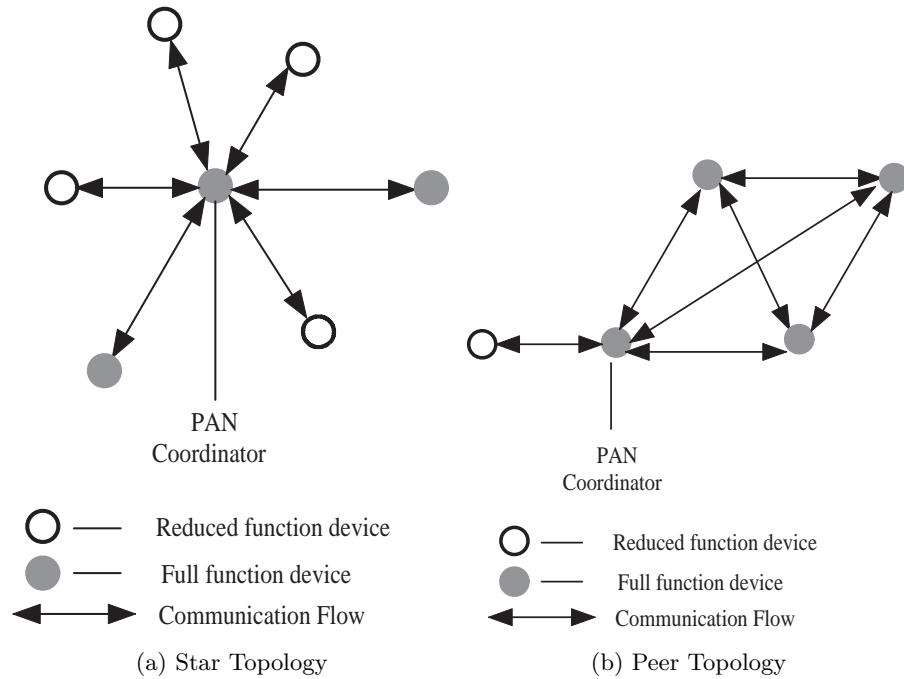 PAN
Coordinator
Reduced function device
Full function device
Communication Flow
(a) Star Topology
PAN
Coordinator
Reduced function device
Full function device
Communication Flow
(b) Peer Topology